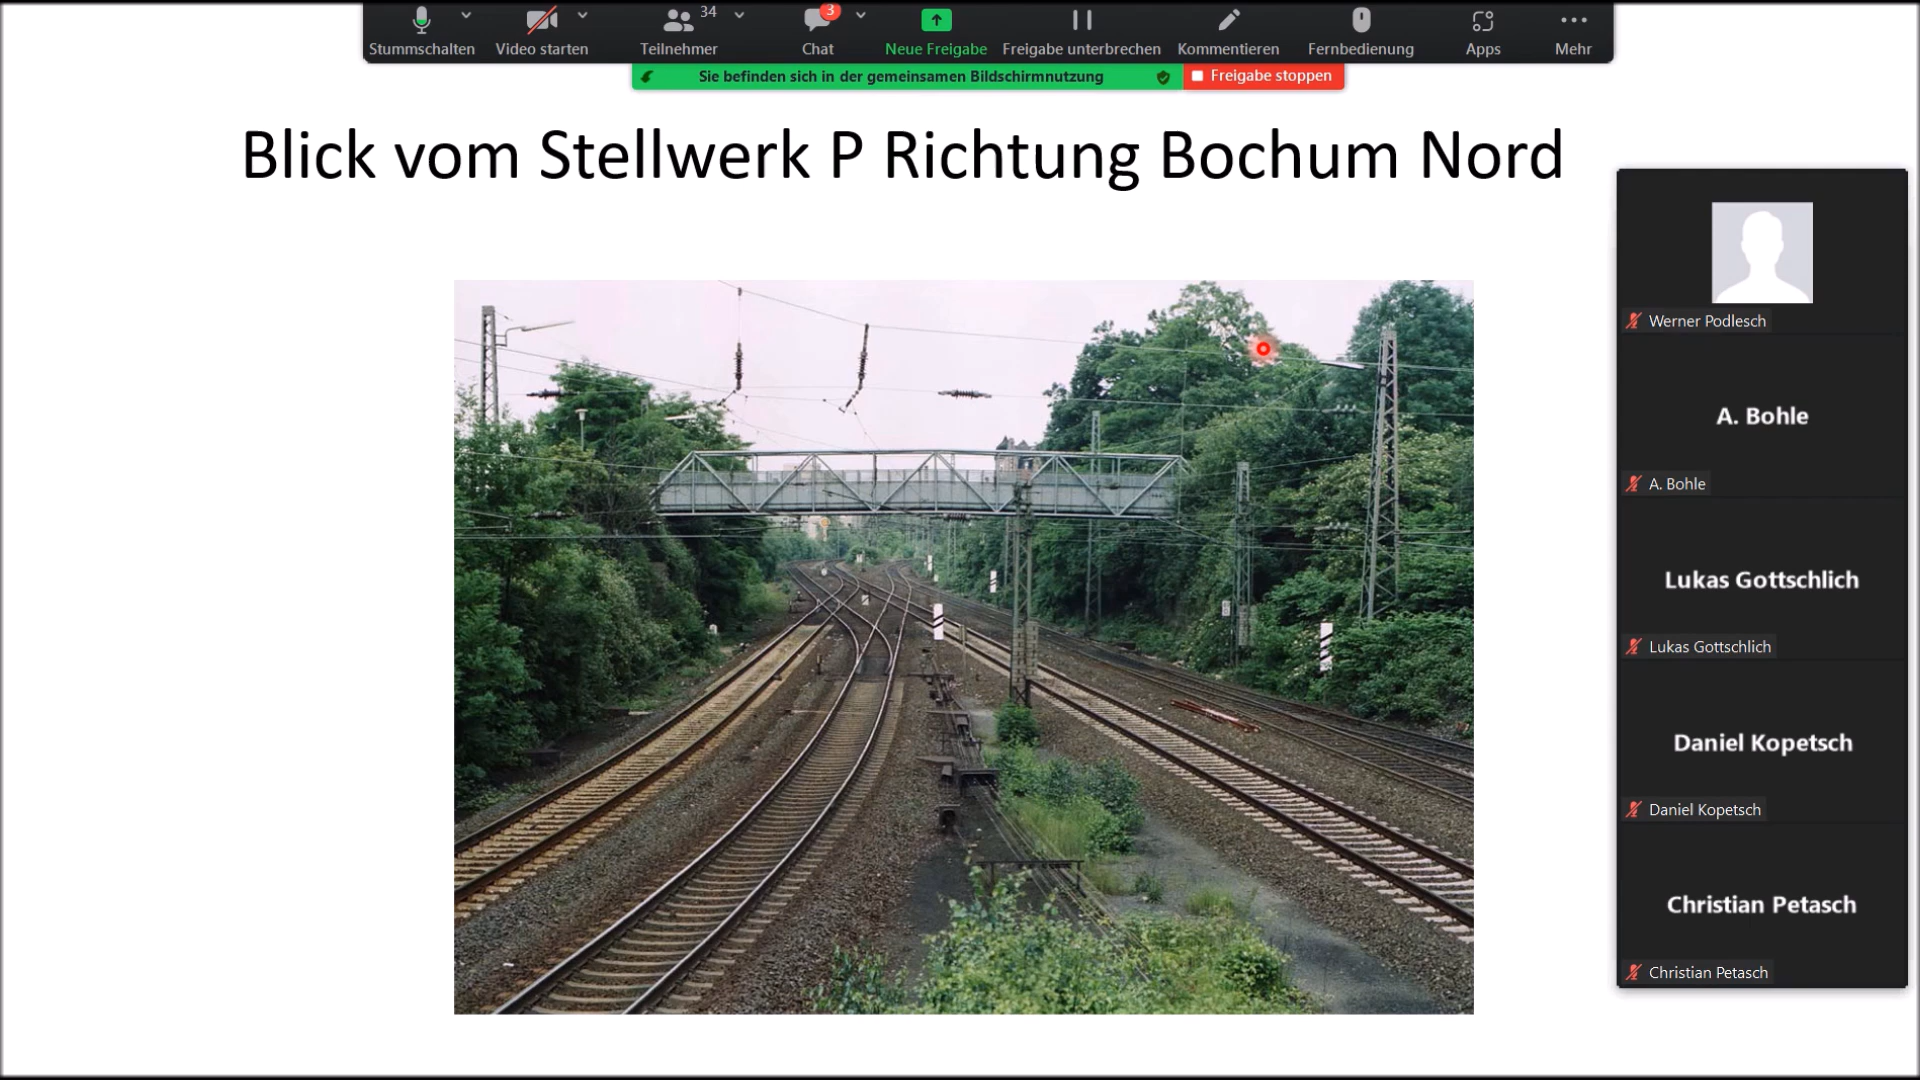 34
3
Stummschalten Video starten Teilnehmer Chat Neue Freigabe Freigabe unterbrechen Kommentieren Fernbedienung Apps Mehr
Sie befinden sich in der gemeinsamen Bildschirmnutzung Freigabe stoppen
Blick vom Stellwerk P Richtung Bochum Nord
Werner Podlesch
A. Bohle
A. Bohle
Lukas Gottschlich
Lukas Gottschlich
Daniel Kopetsch
Daniel Kopetsch
Christian Petasch
Christian Petasch